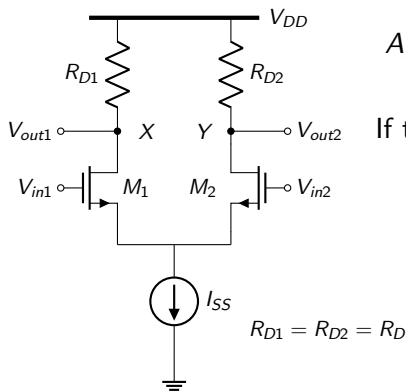 V_DD
A
R_D1 R_D2
V_out1 X Y V_out2
If t
V_in1 M_1 M_2 V_in2
I_SS
R_D1 = R_D2 = R_D